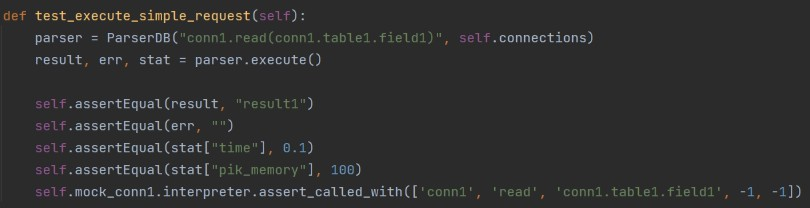 def test_execute_simple_request(self):
parser = ParserDB("conn1.read(conn1.table1.field1)", self.connections)
result, err, stat = parser.execute()
self.assertEqual(result, "result1")
self.assertEqual(err, "")
self.assertEqual(stat["time"], 0.1)
self.assertEqual(stat["pik_memory"], 100)
self.mock_conn1.interpreter.assert_called_with(['conn1', 'read', 'conn1.table1.field1', -1, -1])